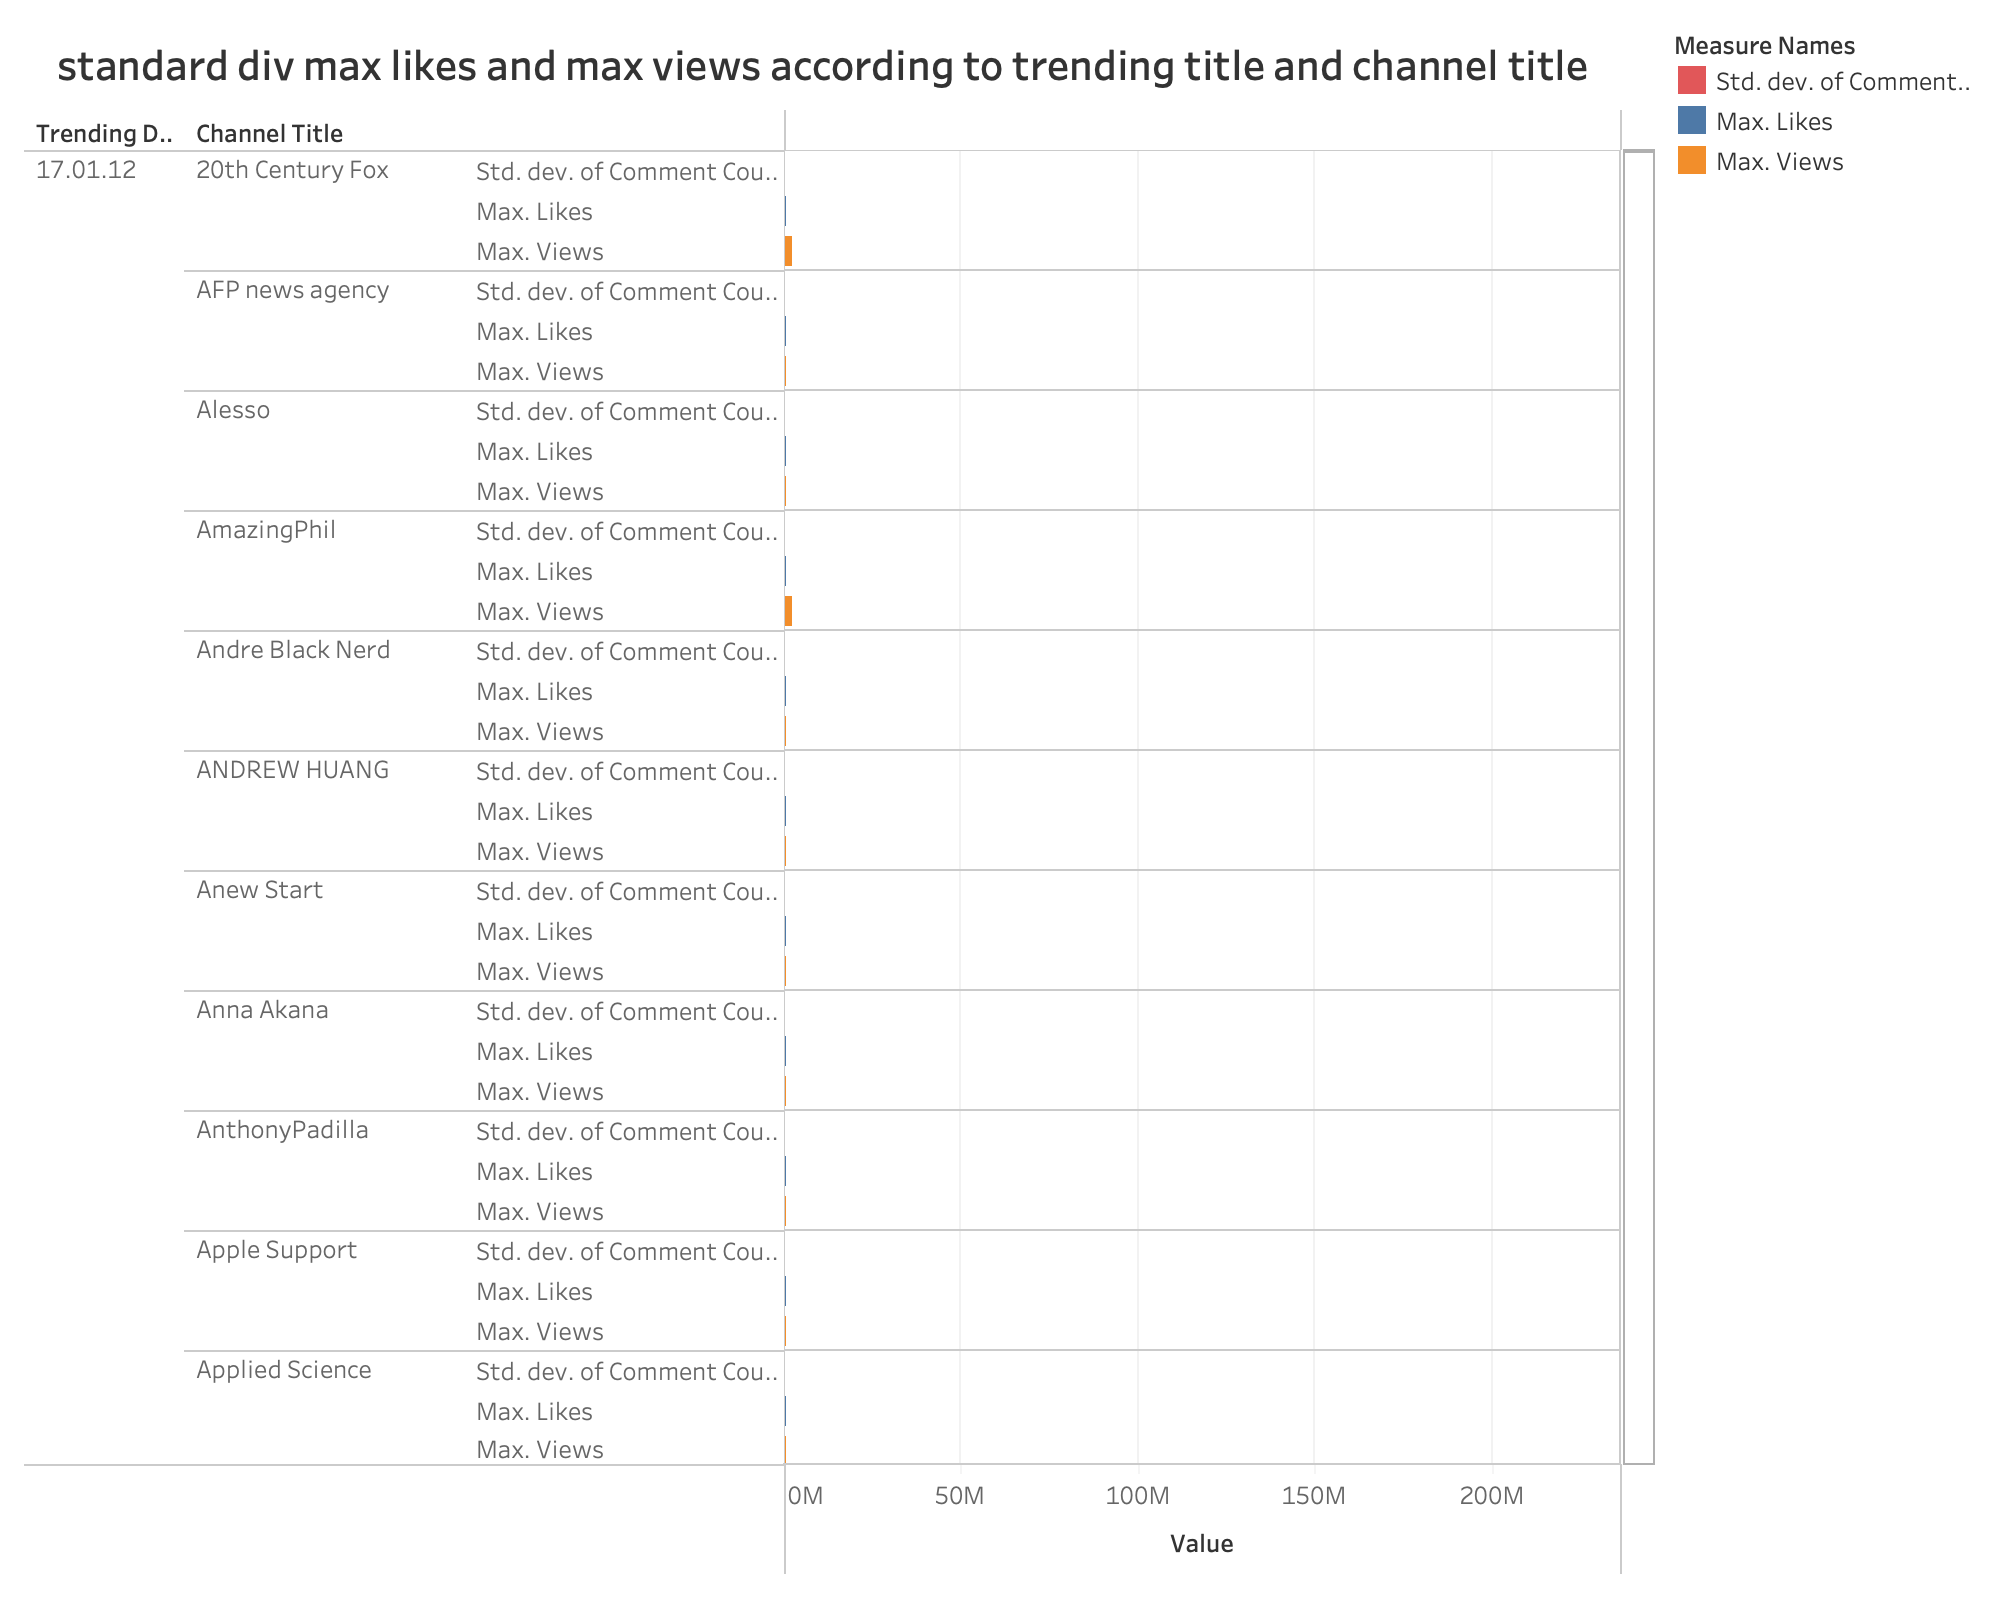 standard div max likes and max views according to trending title and channel title
Measure Names
Std. dev. of Comment..
Max. Likes
Max. Views
Trending D.. Channel Title
17.01.12 20th Century Fox Std. dev. of Comment Cou..
Max. Likes
Max. Views
AFP news agency Std. dev. of Comment Cou..
Max. Likes
Max. Views
Alesso Std. dev. of Comment Cou..
Max. Likes
Max. Views
AmazingPhil Std. dev. of Comment Cou..
Max. Likes
Max. Views
Andre Black Nerd Std. dev. of Comment Cou..
Max. Likes
Max. Views
ANDREW HUANG Std. dev. of Comment Cou..
Max. Likes
Max. Views
Anew Start Std. dev. of Comment Cou..
Max. Likes
Max. Views
Anna Akana Std. dev. of Comment Cou..
Max. Likes
Max. Views
AnthonyPadilla Std. dev. of Comment Cou..
Max. Likes
Max. Views
Apple Support Std. dev. of Comment Cou..
Max. Likes
Max. Views
Applied Science Std. dev. of Comment Cou..
Max. Likes
Max. Views
0M 50M 100M 150M 200M
Value